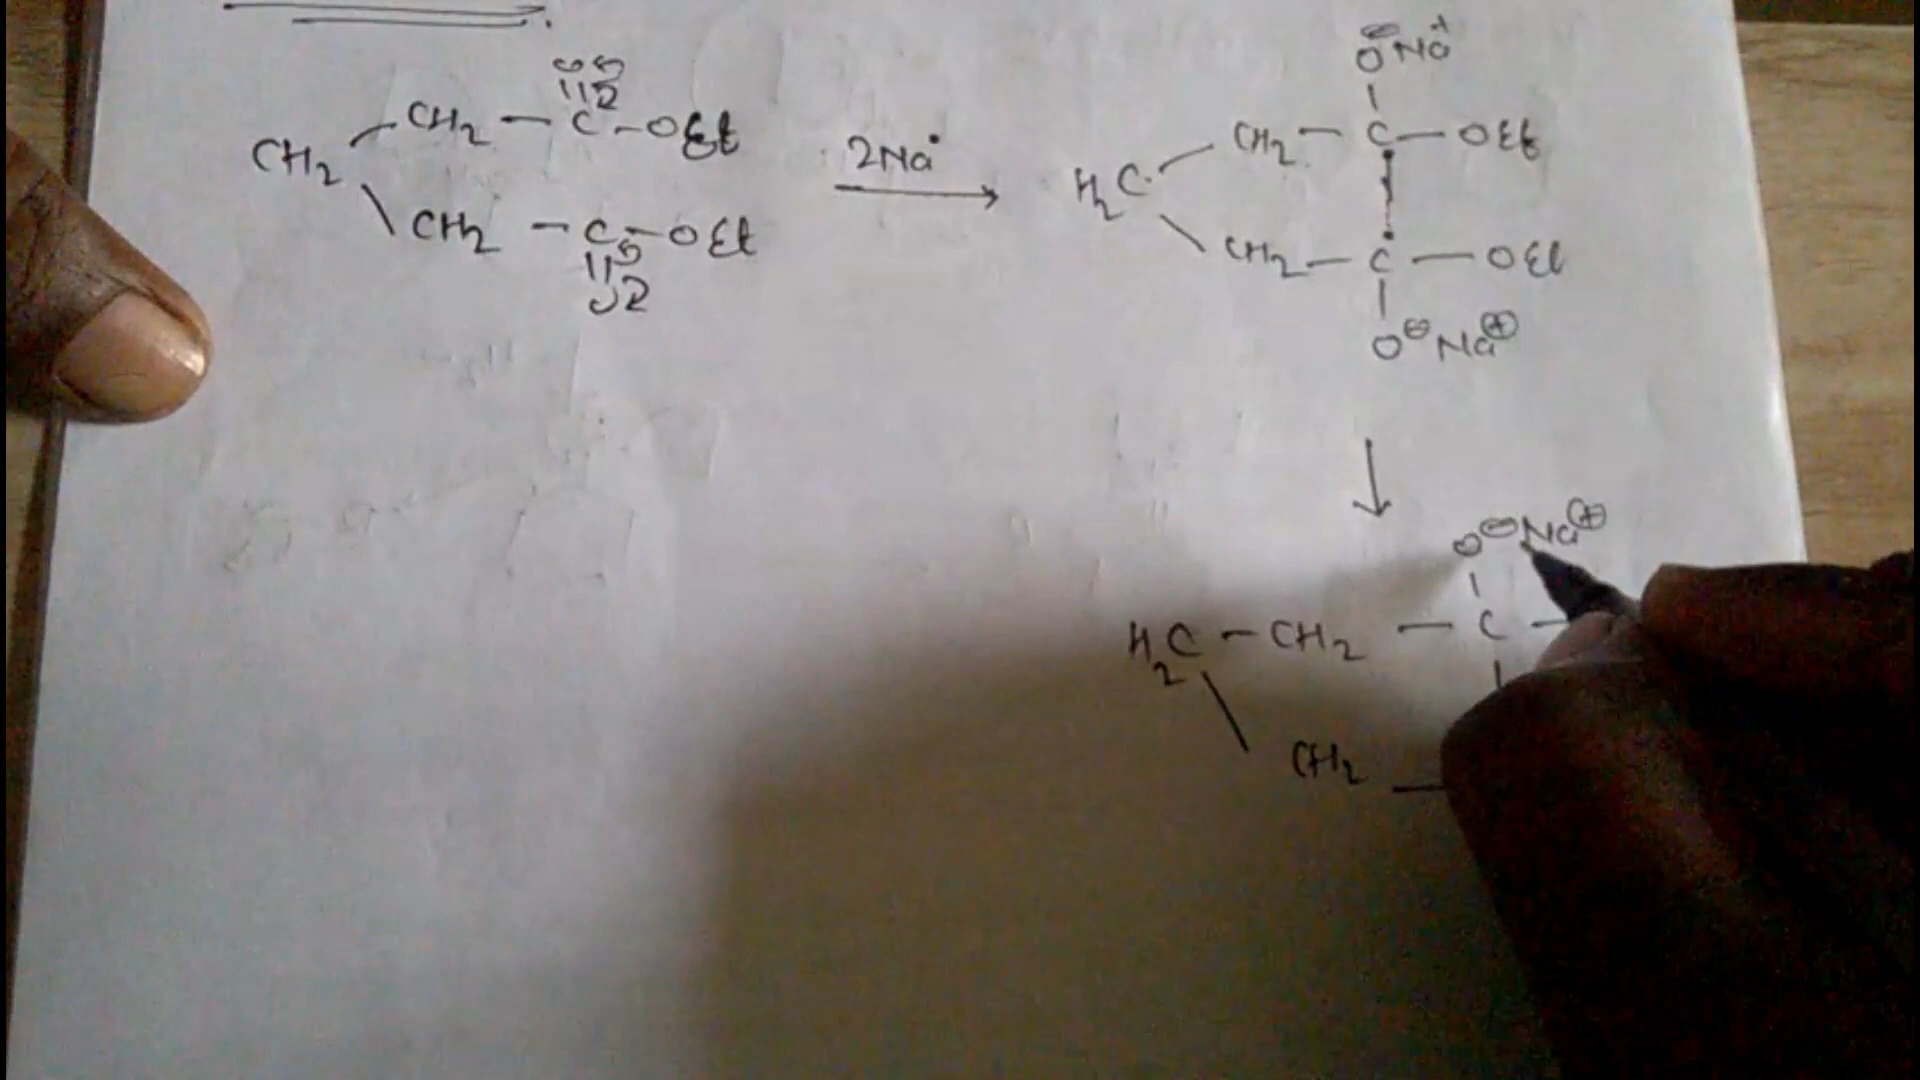 O⊖ Na+
CH2 — C — OEt
CH2
CH2 — C — OEt
O
2Na•
CH2 — C — OEt
H2C
CH2 — C — OEt
O⊖ Na⊕
O⊖ Na⊕
H2C — CH2 — C —
CH2 —